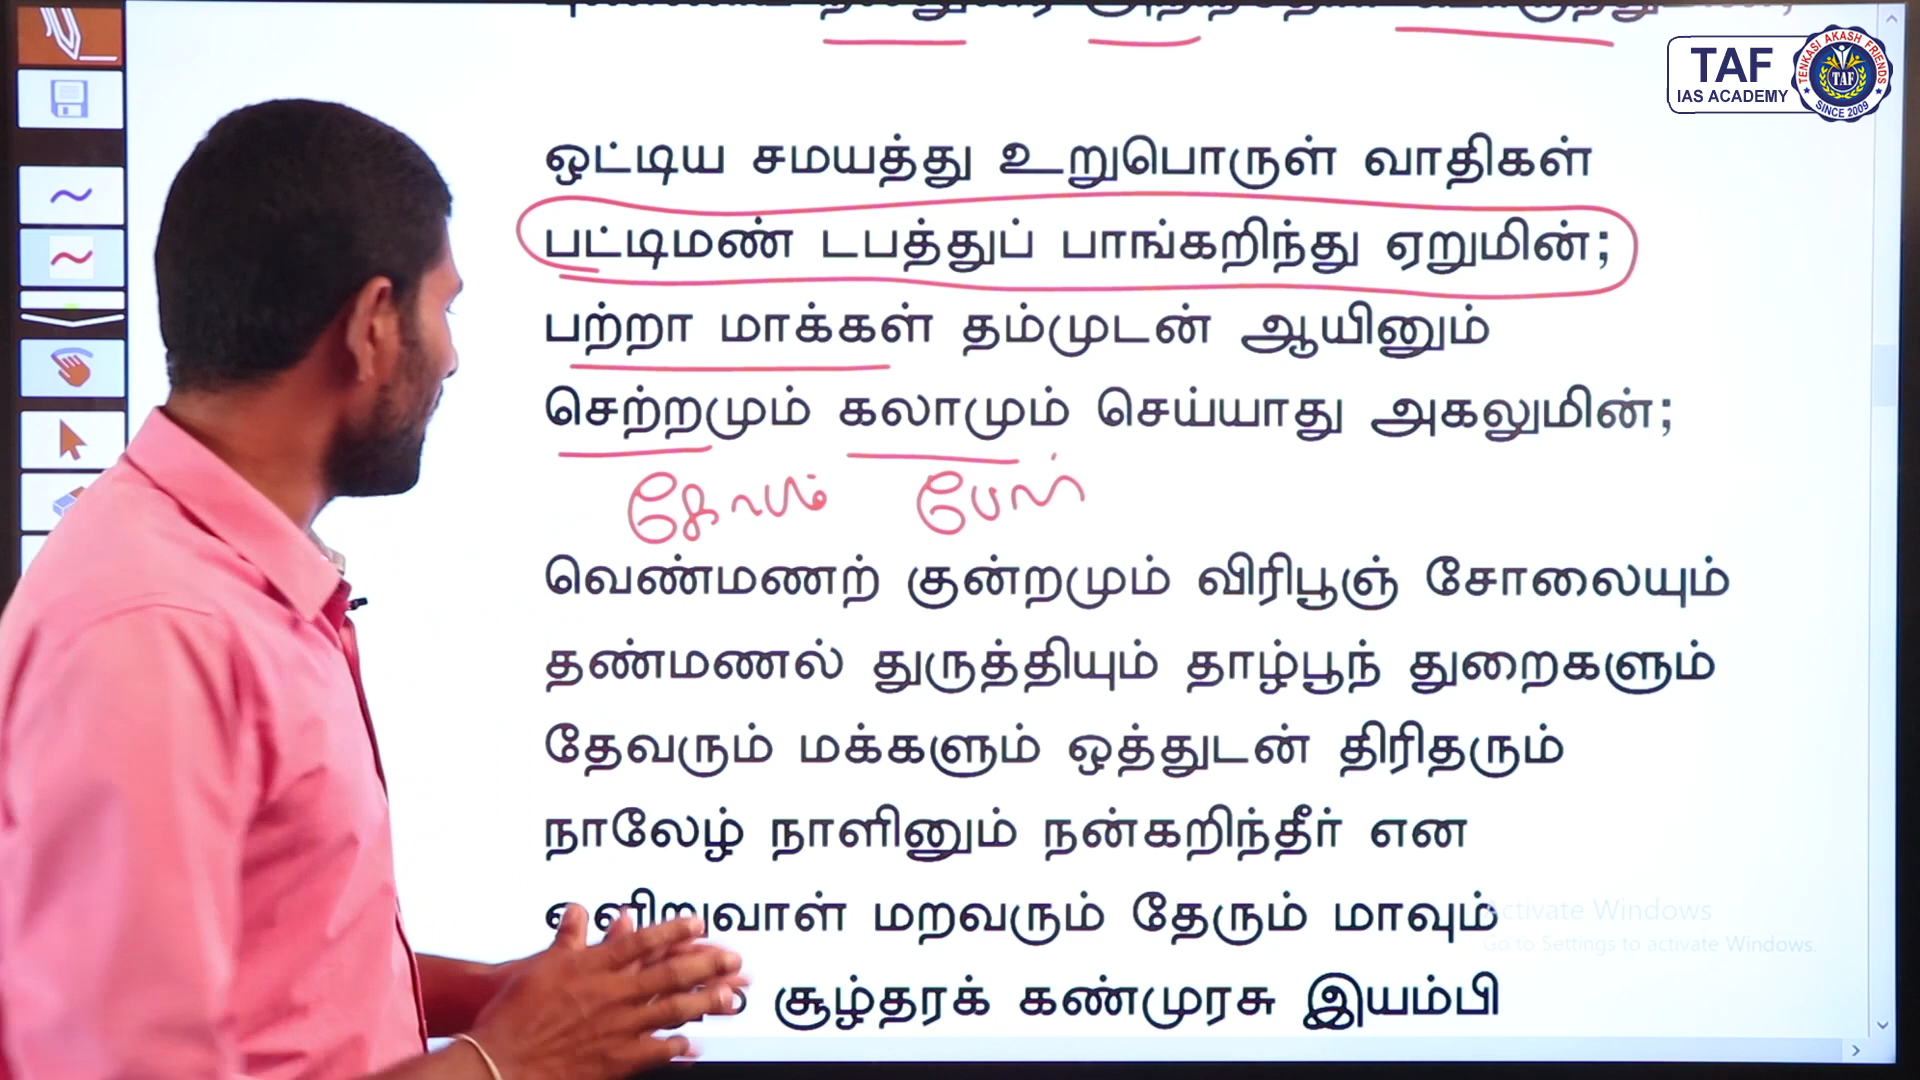 TAF
IAS ACADEMY
TENKASI AKASH FRIENDS
TAF
SINCE 2009
ஒட்டிய சமயத்து உறுபொருள் வாதிகள்
பட்டிமண் டபத்துப் பாங்கறிந்து ஏறுமின்;
பற்றா மாக்கள் தம்முடன் ஆயினும்
செற்றமும் கலாமும் செய்யாது அகலுமின்;
கோபம்
வெண்மணற் குன்றமும் விரிபூஞ் சோலையும்
தண்மணல் துருத்தியும் தாழ்பூந் துறைகளும்
தேவரும் மக்களும் ஒத்துடன் திரிதரும்
நாலேழ் நாளினும் நன்கறிந்தீர் என
ஒளிறுவாள் மறவரும் தேரும் மாவும்
சூழ்தரக் கண்முரசு இயம்பி
Activate Windows
Go to Settings to activate Windows.